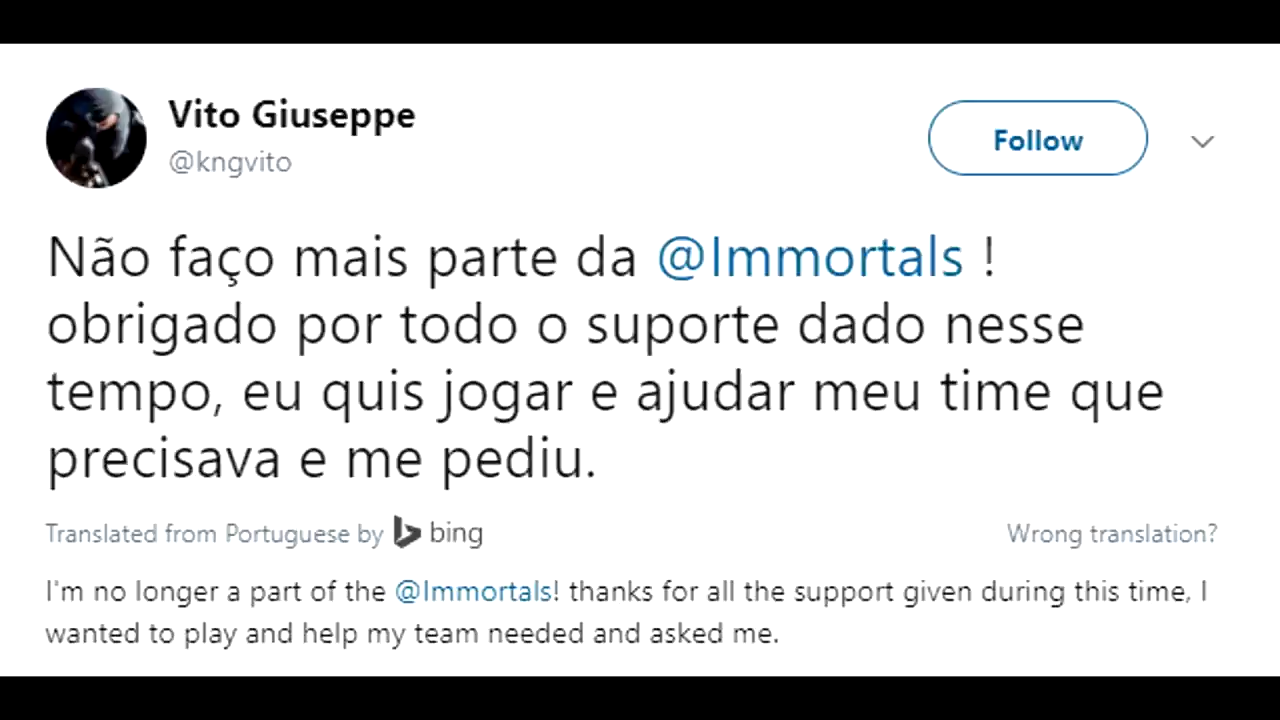 Vito Giuseppe
@kngvito
Follow
Não faço mais parte da @Immortals !
obrigado por todo o suporte dado nesse
tempo, eu quis jogar e ajudar meu time que
precisava e me pediu.
Translated from Portuguese by bing
Wrong translation?
I'm no longer a part of the @Immortals! thanks for all the support given during this time, I
wanted to play and help my team needed and asked me.